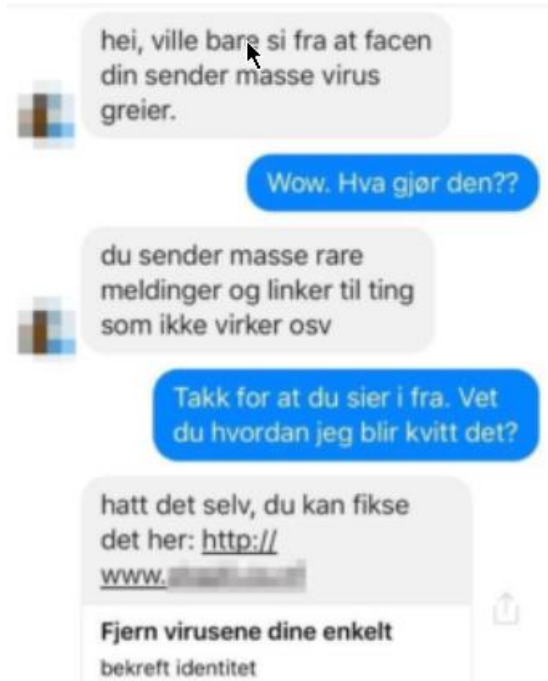 hei, ville bare si fra at facen
din sender masse virus
greier.
Wow. Hva gjør den??
du sender masse rare
meldinger og linker til ting
som ikke virker osv
Takk for at du sier i fra. Vet
du hvordan jeg blir kvitt det?
hatt det selv, du kan fikse
det her: http://
www.
Fjern virusene dine enkelt
bekreft identitet